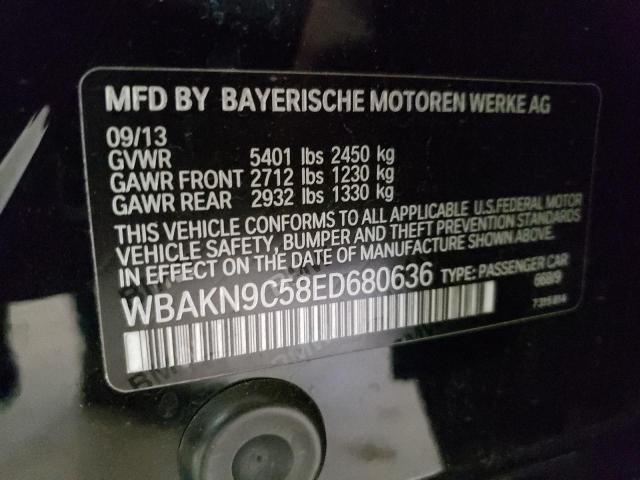 MFD BY BAYERISCHE MOTOREN WERKE AG
09/13
GVWR 5401 lbs 2450 kg
GAWR FRONT 2712 lbs 1230 kg
GAWR REAR 2932 lbs 1330 kg
THIS VEHICLE CONFORMS TO ALL APPLICABLE U.S.FEDERAL MOTOR
VEHICLE SAFETY, BUMPER AND THEFT PREVENTION STANDARDS
IN EFFECT ON THE DATE OF MANUFACTURE SHOWN ABOVE.
WBAKN9C58ED680636 TYPE: PASSENGER CAR